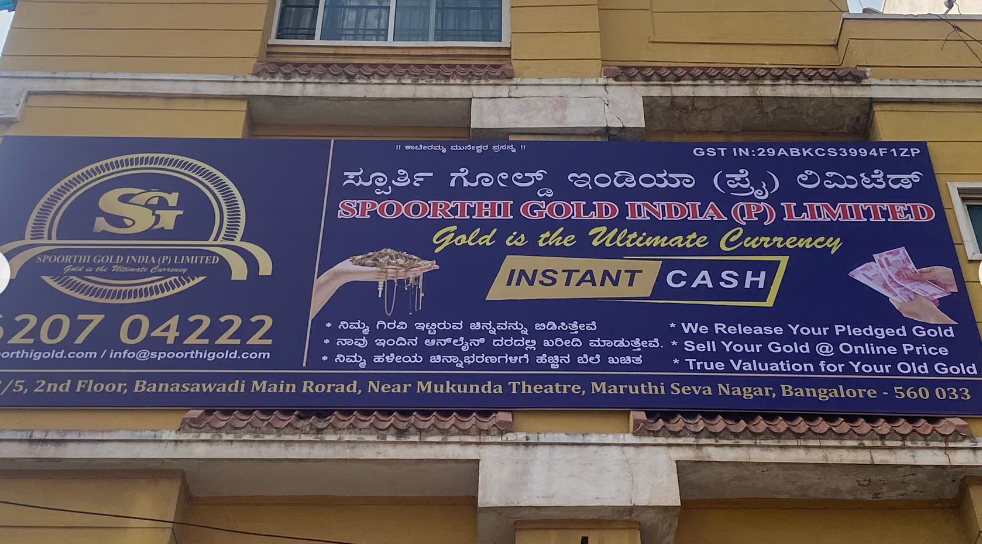 !! ಕಾಟೇರಮ್ಮ ಮುನೇಶ್ವರ ಪ್ರಸನ್ನ !!
GST IN:29ABKCS3994F1ZP
ಸ್ಪೂರ್ತಿ ಗೋಲ್ಡ್ ಇಂಡಿಯಾ (ಪ್ರೈ) ಲಿಮಿಟೆಡ್
SPOORTHI GOLD INDIA (P) LIMITED
Gold is the Ultimate Currency
INSTANT CASH
SG
SPOORTHI GOLD INDIA (P) LIMITED
Gold is the Ultimate Currency
6207 04222
orthigold.com / info@spoorthigold.com
* ನಿಮ್ಮ ಗಿರವಿ ಇಟ್ಟಿರುವ ಚಿನ್ನವನ್ನು ಬಿಡಿಸಿತ್ತೇವೆ
* ನಾವು ಇಂದಿನ ಆನ್‌ಲೈನ್ ದರದಲ್ಲಿ ಖರೀದಿ ಮಾಡುತ್ತೇವೆ.
* ನಿಮ್ಮ ಹಳೇಯ ಚಿನ್ನಾಭರಣಗಳಿಗೆ ಹೆಚ್ಚಿನ ಬೆಲೆ ಖಚಿತ
* We Release Your Pledged Gold
* Sell Your Gold @ Online Price
* True Valuation for Your Old Gold
/5, 2nd Floor, Banasawadi Main Rorad, Near Mukunda Theatre, Maruthi Seva Nagar, Bangalore - 560 033